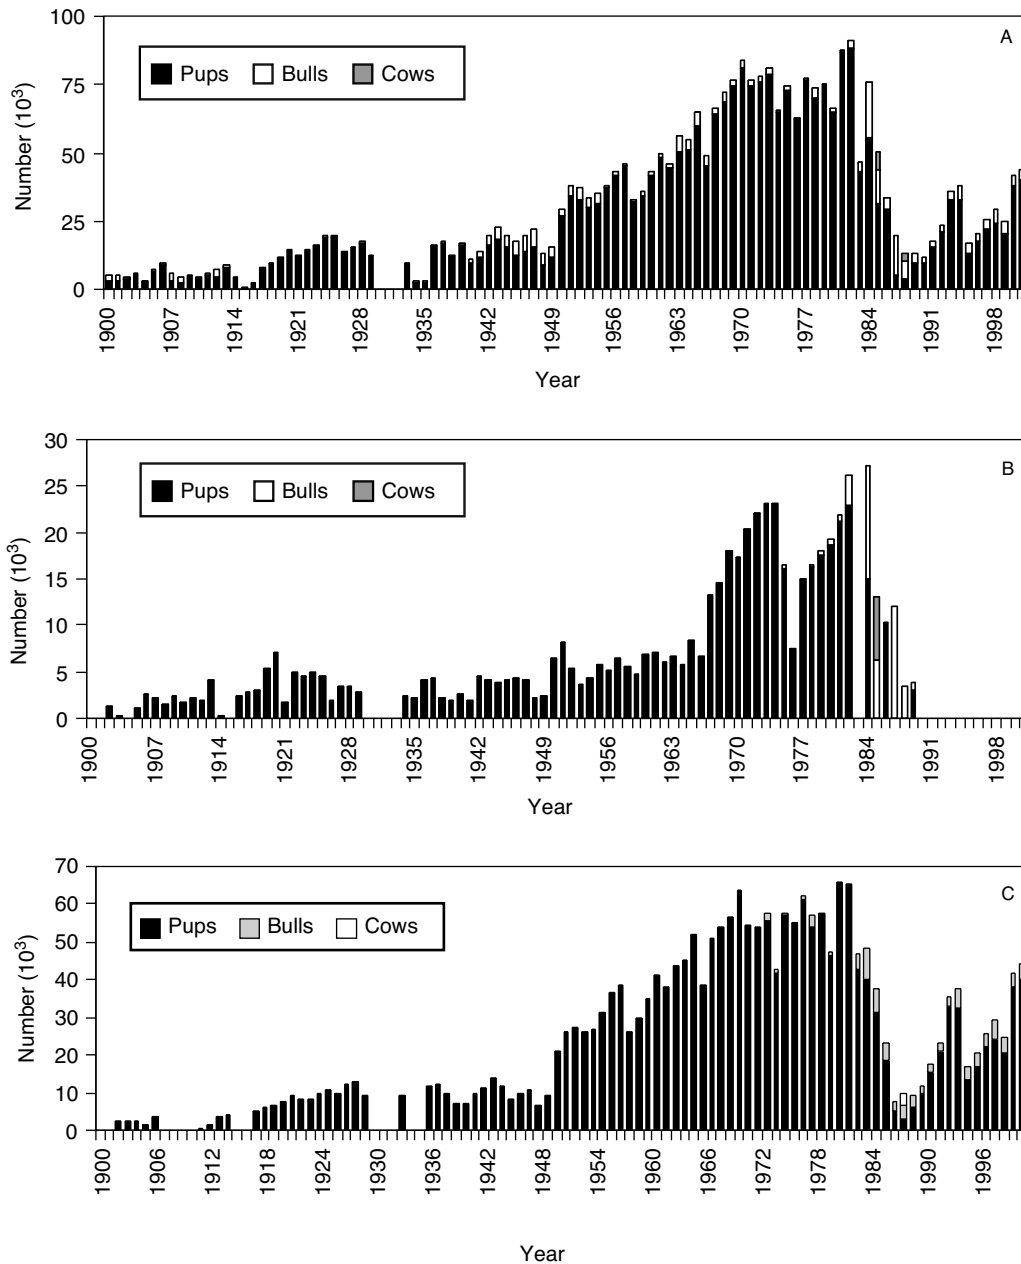 A
Pups Bulls Cows
Number (10³)
100
75
50
25
0
1900 1907 1914 1921 1928 1935 1942 1949 1956 1963 1970 1977 1984 1991 1998
Year
B
Pups Bulls Cows
Number (10³)
30
25
20
15
10
5
0
1900 1907 1914 1921 1928 1935 1942 1949 1956 1963 1970 1977 1984 1991 1998
Year
C
Pups Bulls Cows
Number (10³)
70
60
50
40
30
20
10
0
1900 1906 1912 1918 1924 1930 1936 1942 1948 1954 1960 1966 1972 1978 1984 1990 1996
Year